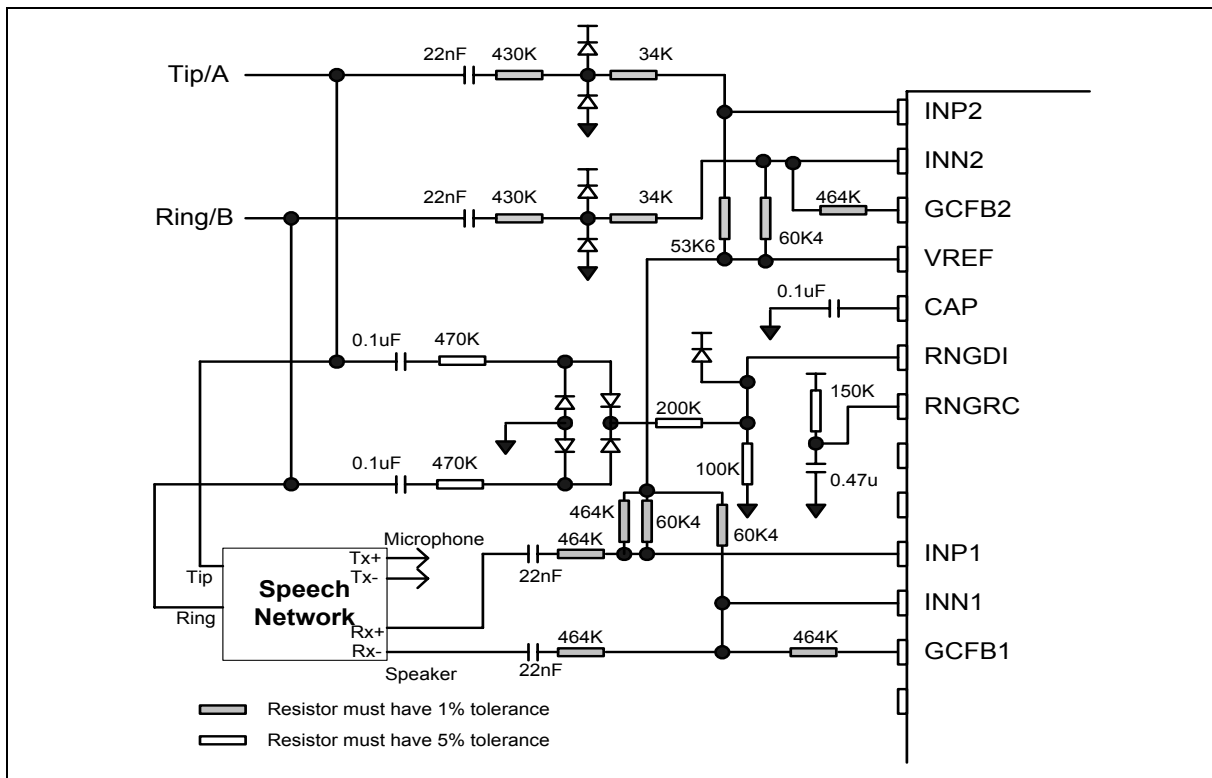 22nF 430K 34K
Tip/A
INP2
INN2
22nF 430K 34K
464K
Ring/B
GCFB2
53K6 60K4
VREF
0.1uF
CAP
0.1uF 470K
RNGDI
150K
200K
RNGRC
0.1uF 470K
100K
0.47u
464K 60K4 60K4
Microphone
464K
INP1
Tx+
Tip
22nF
Tx-
Speech
Network
Ring
INN1
Rx+
464K 464K
Rx-
GCFB1
Speaker
22nF
Resistor must have 1% tolerance
Resistor must have 5% tolerance